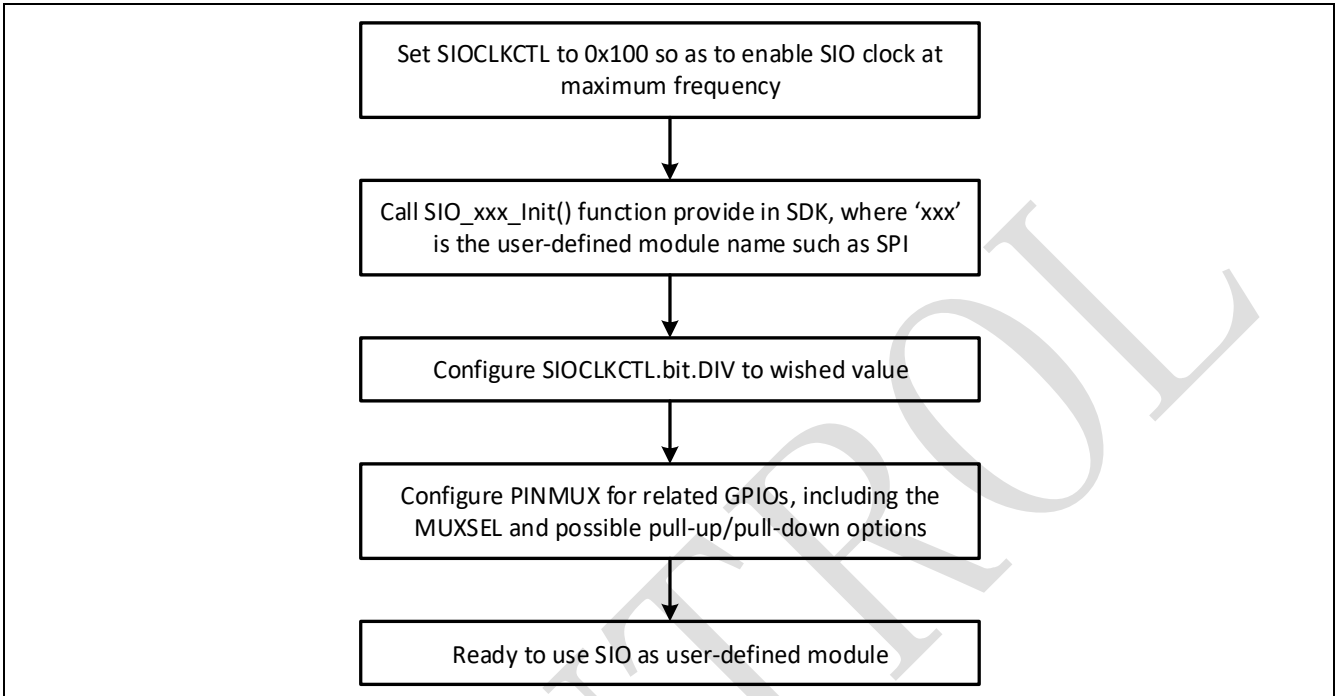 Set SIOCLKCTL to 0x100 so as to enable SIO clock at
maximum frequency
Call SIO_xxx_Init() function provide in SDK, where ‘xxx’
is the user-defined module name such as SPI
Configure SIOCLKCTL.bit.DIV to wished value
Configure PINMUX for related GPIOs, including the
MUXSEL and possible pull-up/pull-down options
Ready to use SIO as user-defined module
TROL